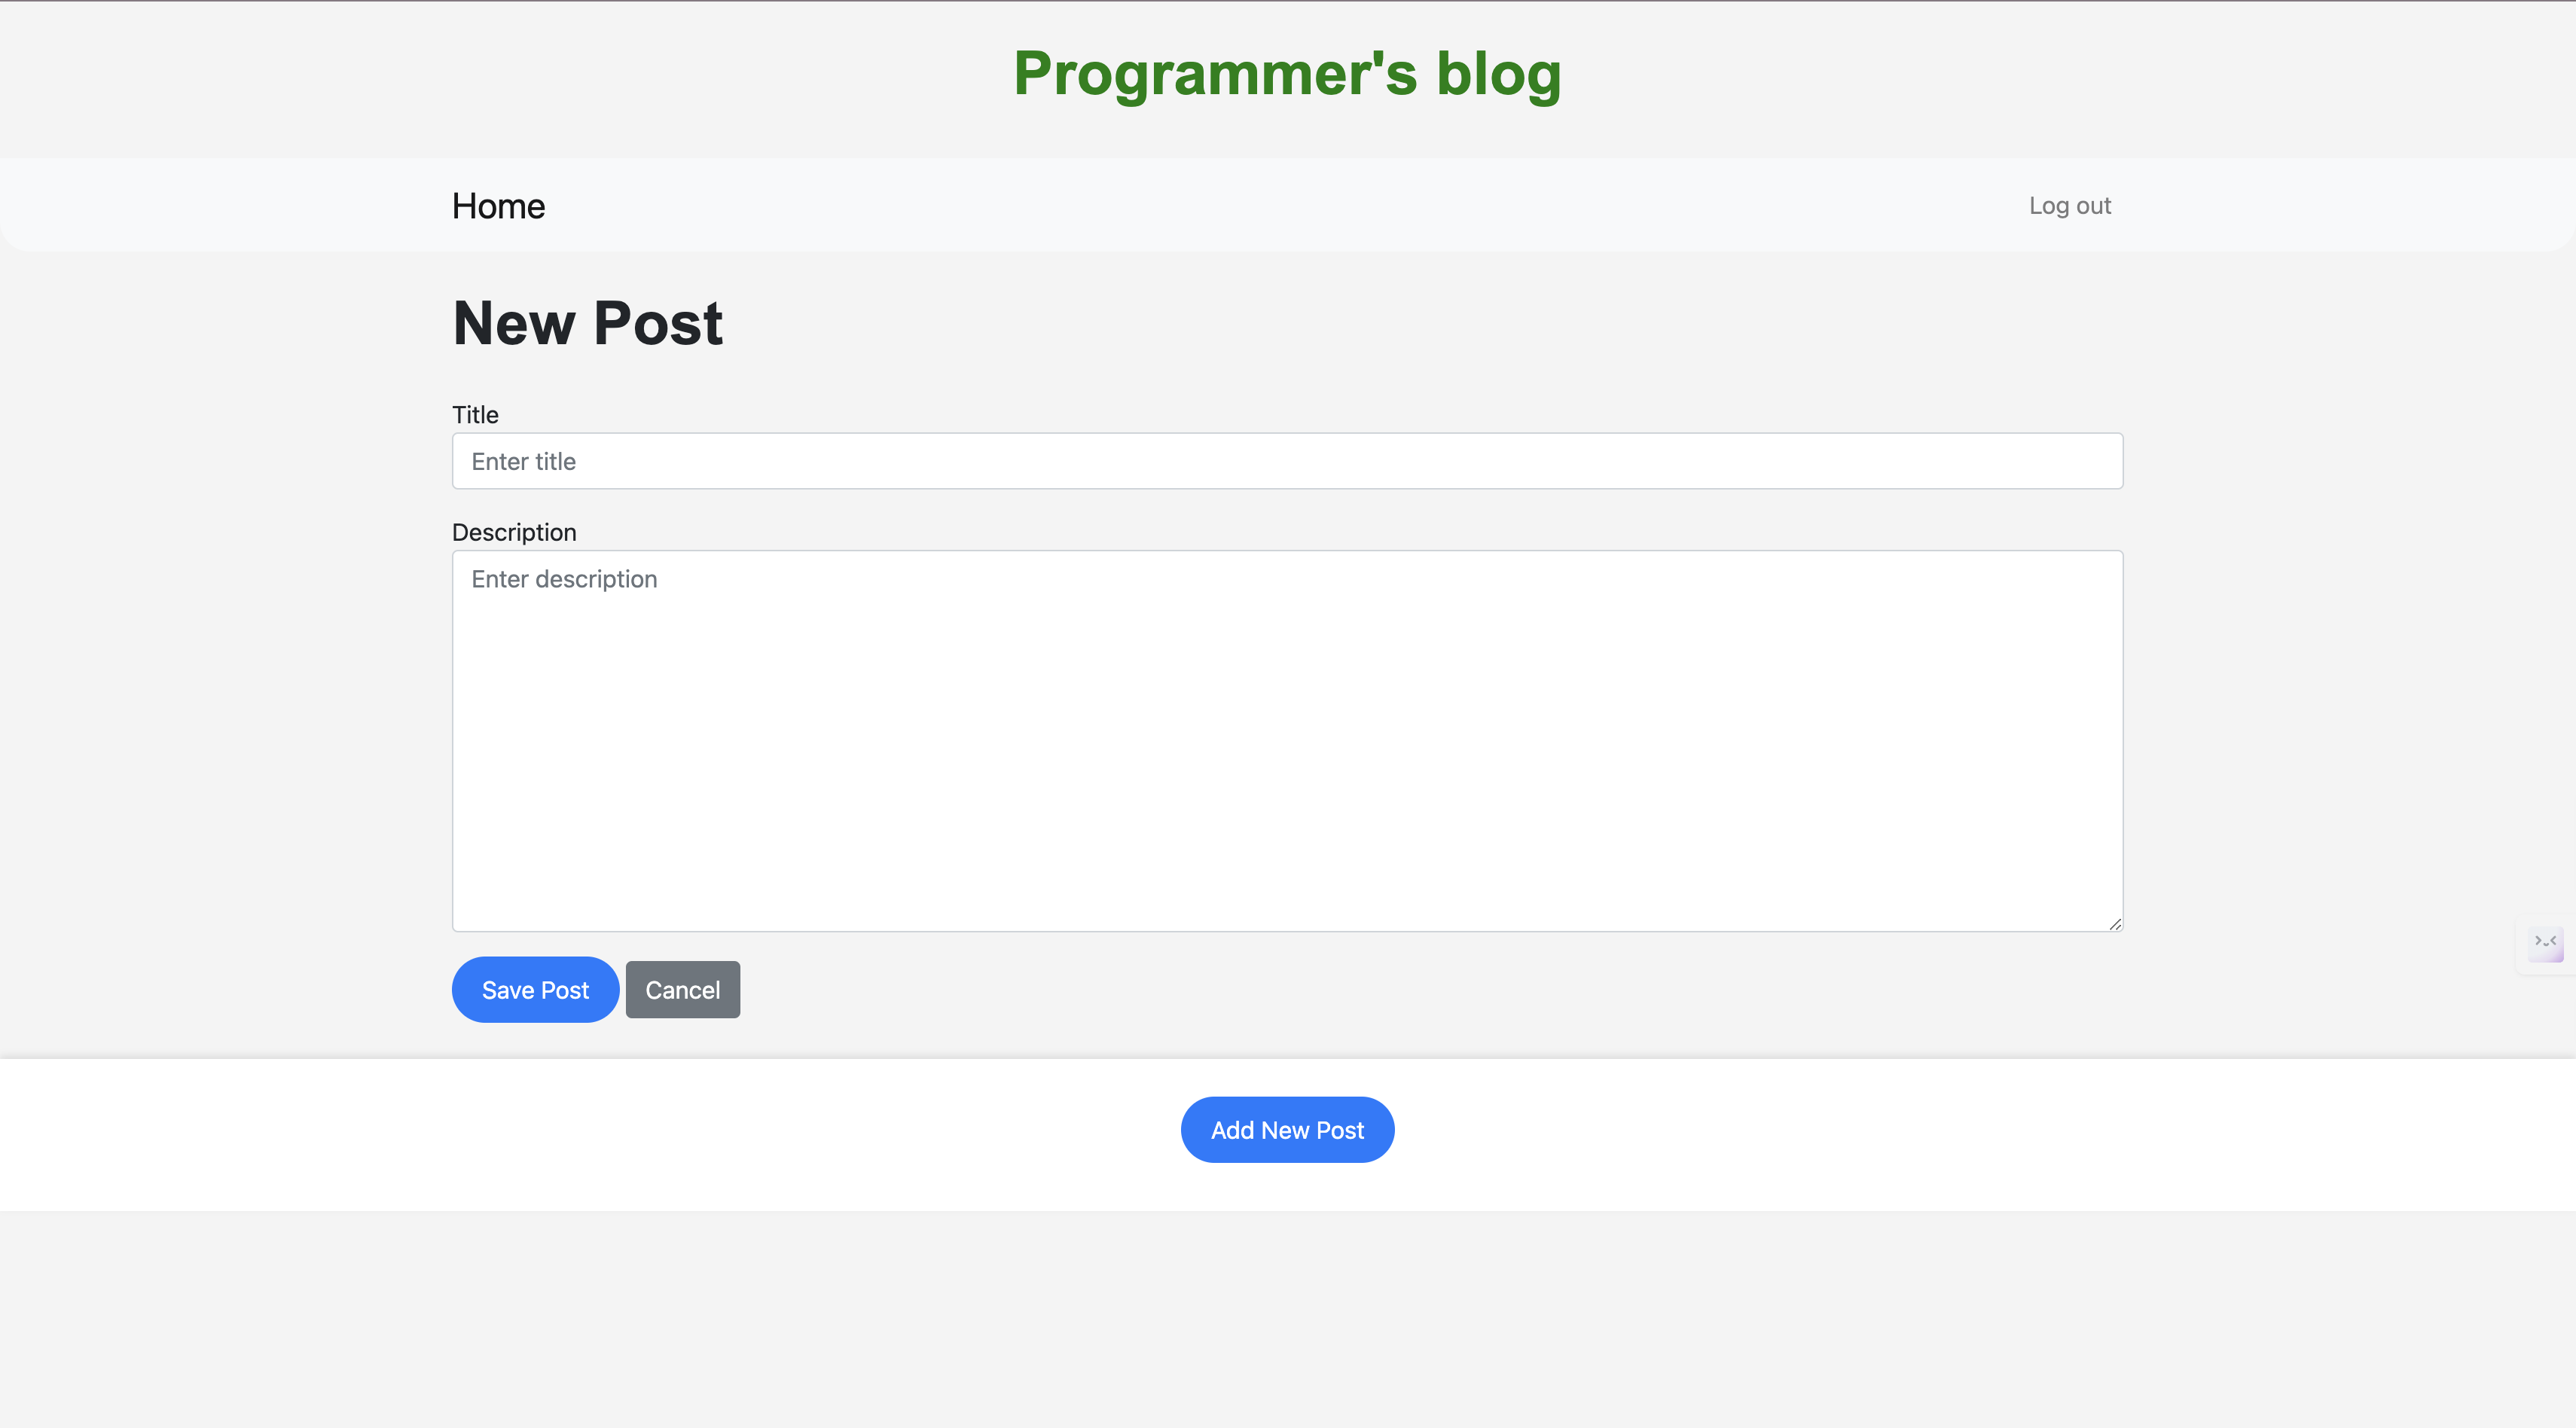 Programmer's blog
Home
Log out
New Post
Title
Enter title
Description
Enter description
Save Post
Cancel
Add New Post